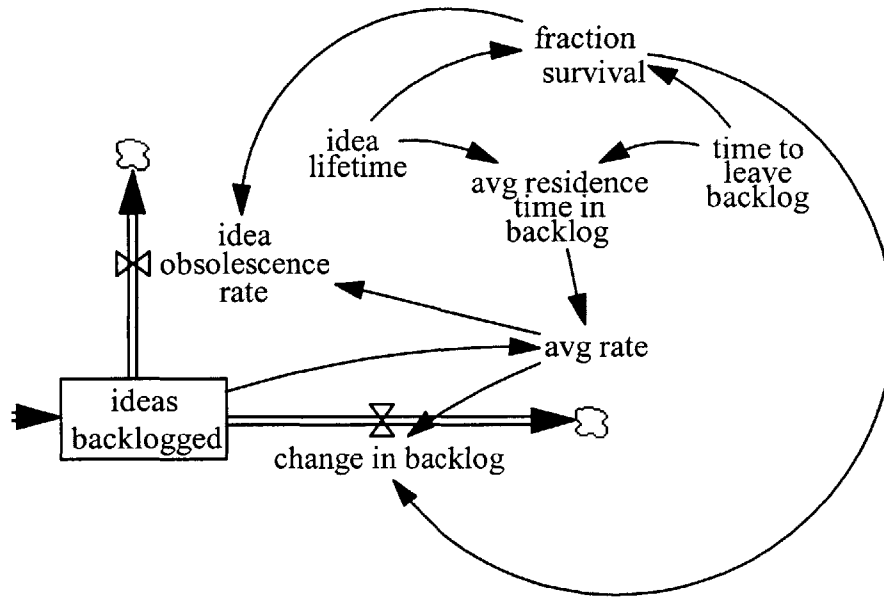 fraction
survival
idea
lifetime
time to
leave
backlog
avg residence
time in
backlog
idea
obsolescence
rate
avg rate
ideas
backlogged
change in backlog